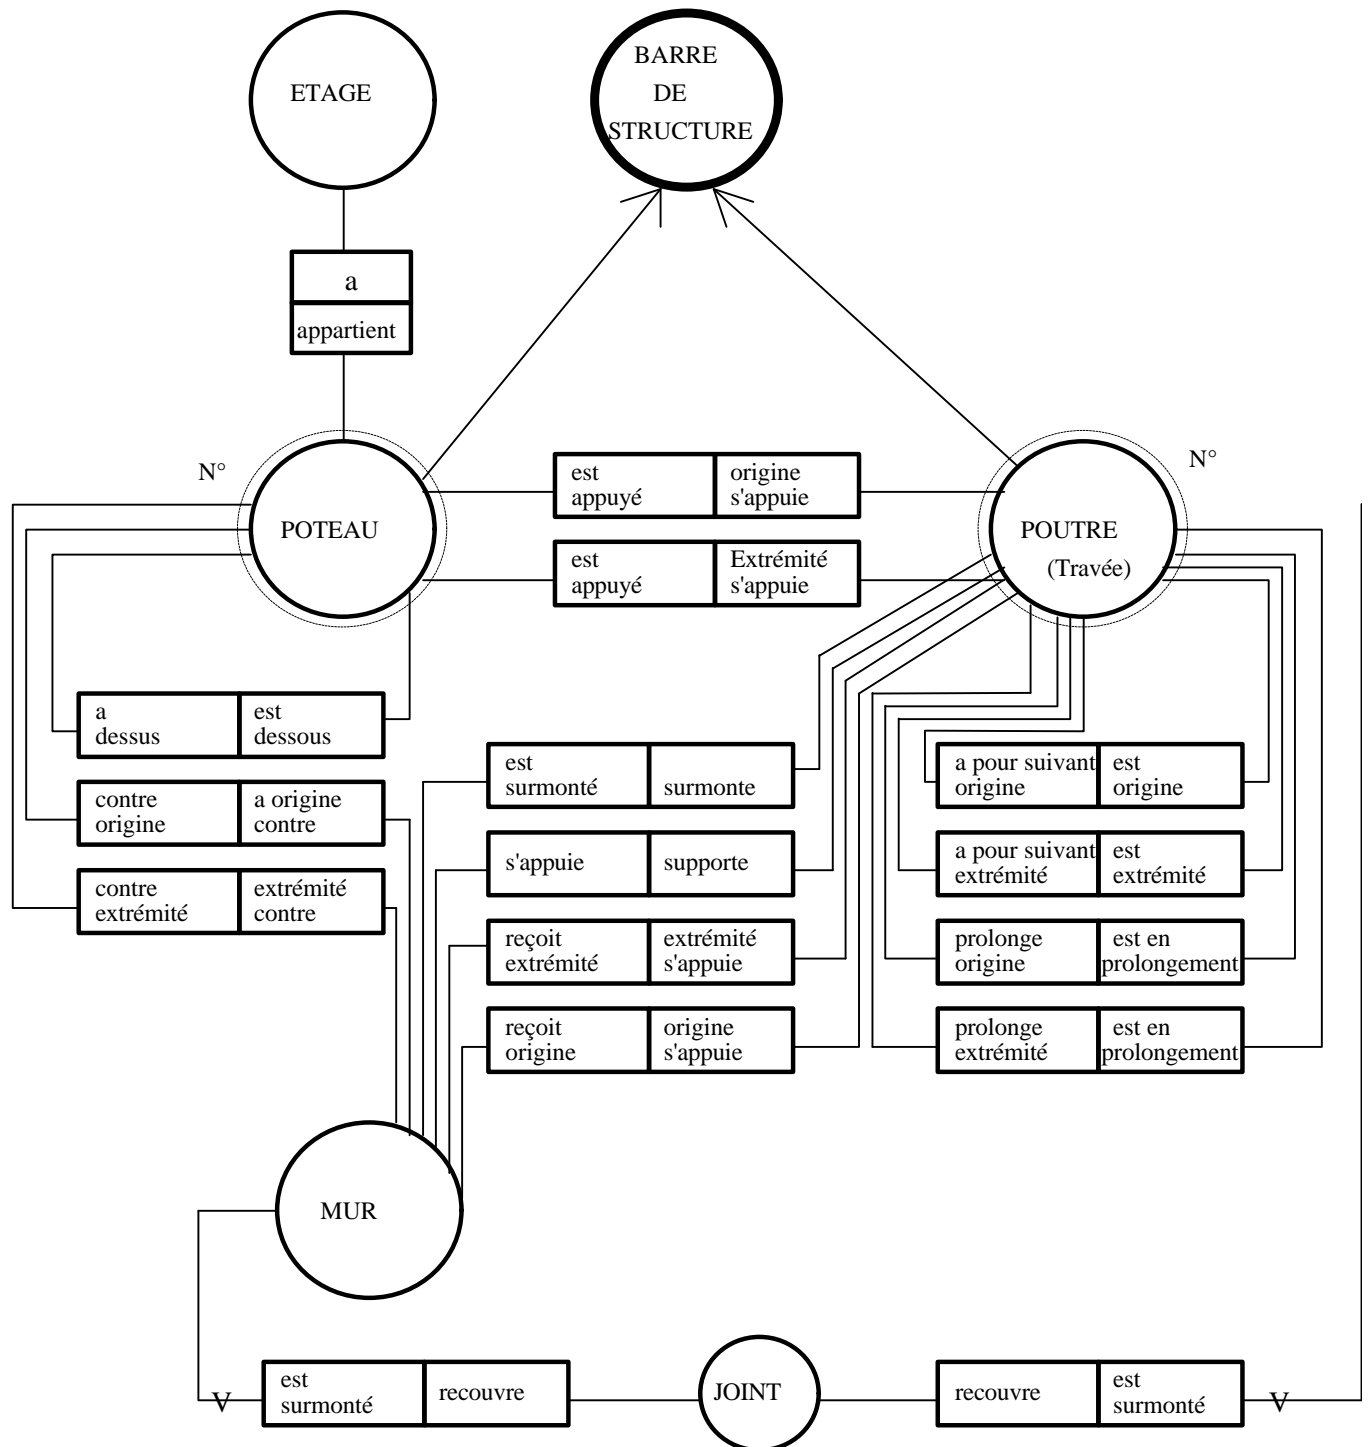 ETAGE
BARRE
DE
STRUCTURE
a
appartient
N°
POTEAU
est
appuyé
origine
s'appuie
est
appuyé
Extrémité
s'appuie
N°
POUTRE
(Travée)
a
dessus
est
dessous
contre
origine
a origine
contre
contre
extrémité
extrémité
contre
est
surmonté
surmonte
s'appuie
supporte
reçoit
extrémité
extrémité
s'appuie
reçoit
origine
origine
s'appuie
a pour suivant
origine
est
origine
a pour suivant
extrémité
est
extrémité
prolonge
origine
est en
prolongement
prolonge
extrémité
est en
prolongement
MUR
V
est
surmonté
recouvre
JOINT
recouvre
est
surmonté
V